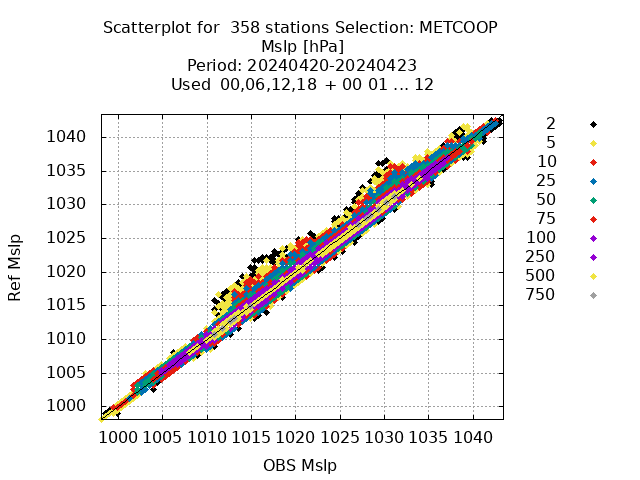 Scatterplot for  358 stations Selection: METCOOP
Mslp [hPa]
Period: 20240420-20240423
Used  00,06,12,18  + 00 01 ... 12
Ref Mslp
1040
1035
1030
1025
1020
1015
1010
1005
1000
1000 1005 1010 1015 1020 1025 1030 1035 1040
OBS Mslp
2
5
10
25
50
75
100
250
500
750